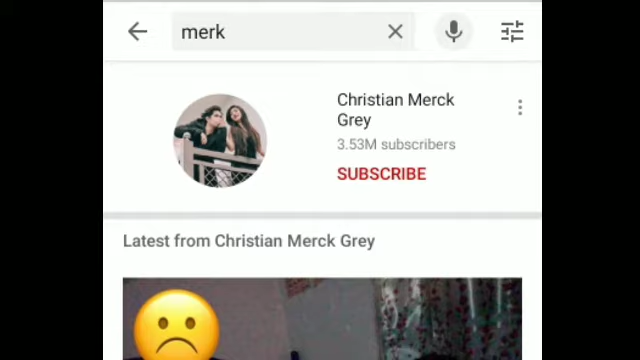 merk
Christian Merck
Grey
3.53M subscribers
SUBSCRIBE
Latest from Christian Merck Grey